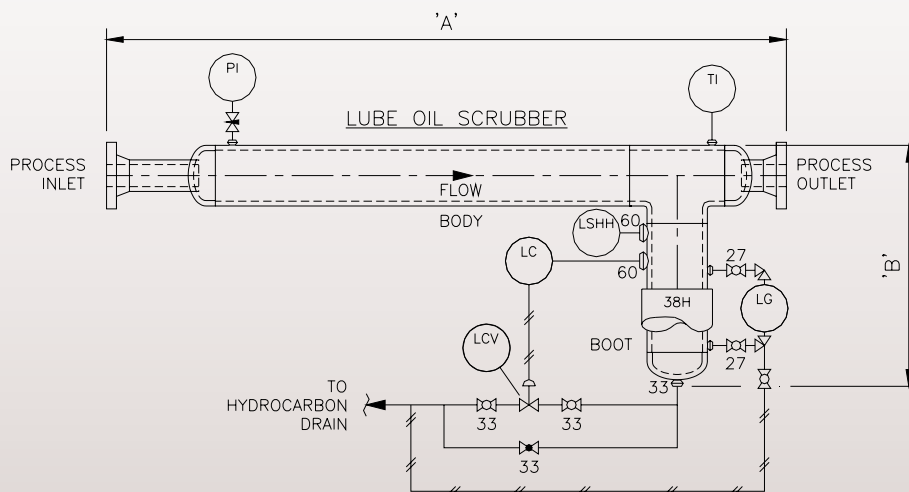 'A'
PI
TI
LUBE OIL SCRUBBER
PROCESS
INLET
PROCESS
OUTLET
FLOW
BODY
LSHH
60
LC
60
27
38H
LG
'B'
LCV
BOOT
27
33
TO
HYDROCARBON
DRAIN
33
33
33